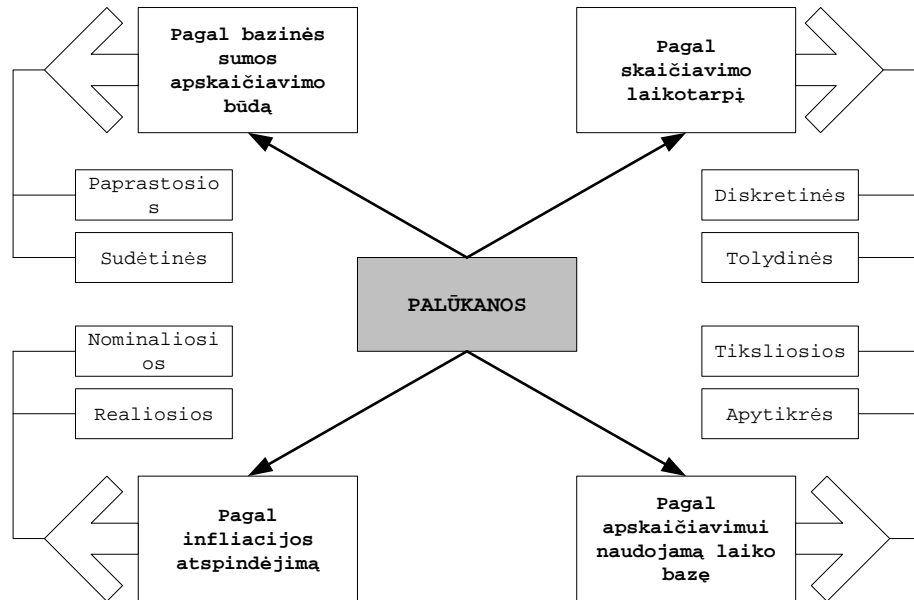 Pagal bazinės
sumos
apskaičiavimo
būdą
Pagal
skaičiavimo
laikotarpį
Paprastosio
s
Sudėtinės
Diskretinės
Tolydinės
PALŪKANOS
Nominaliosi
os
Realiosios
Tiksliosios
Apytikrės
Pagal
infliacijos
atspindėjimą
Pagal
apskaičiavimui
naudojamą laiko
bazę